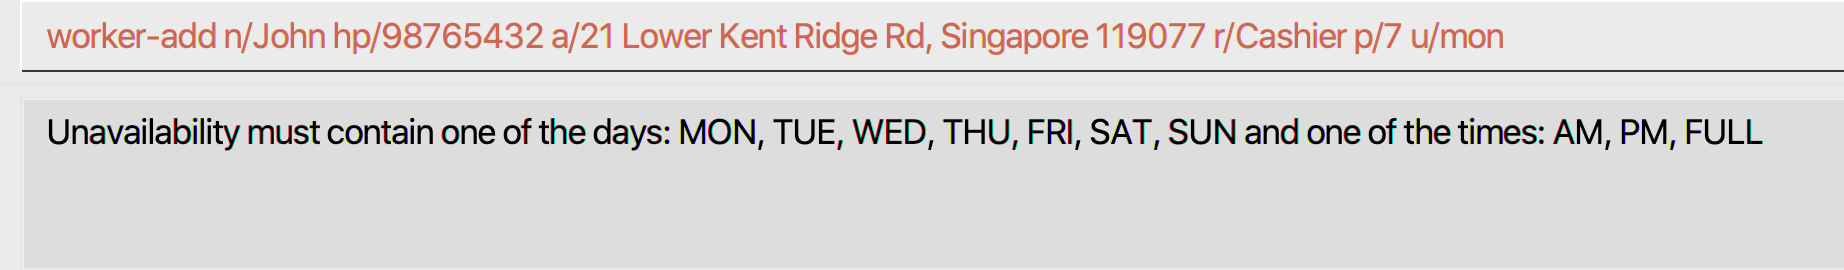 worker-add n/John hp/98765432 a/21 Lower Kent Ridge Rd, Singapore 119077 r/Cashier p/7 u/mon
Unavailability must contain one of the days: MON, TUE, WED, THU, FRI, SAT, SUN and one of the times: AM, PM, FULL